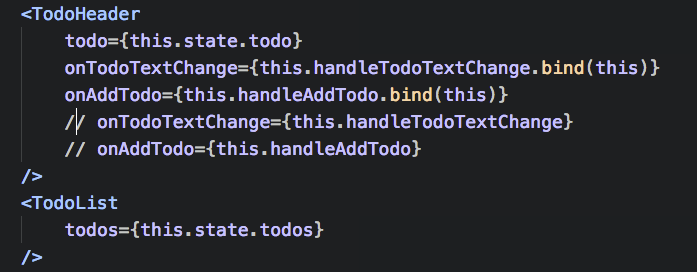 <TodoHeader
    todo={this.state.todo}
    onTodoTextChange={this.handleTodoTextChange.bind(this)}
    onAddTodo={this.handleAddTodo.bind(this)}
    // onTodoTextChange={this.handleTodoTextChange}
    // onAddTodo={this.handleAddTodo}
/>
<TodoList
    todos={this.state.todos}
/>